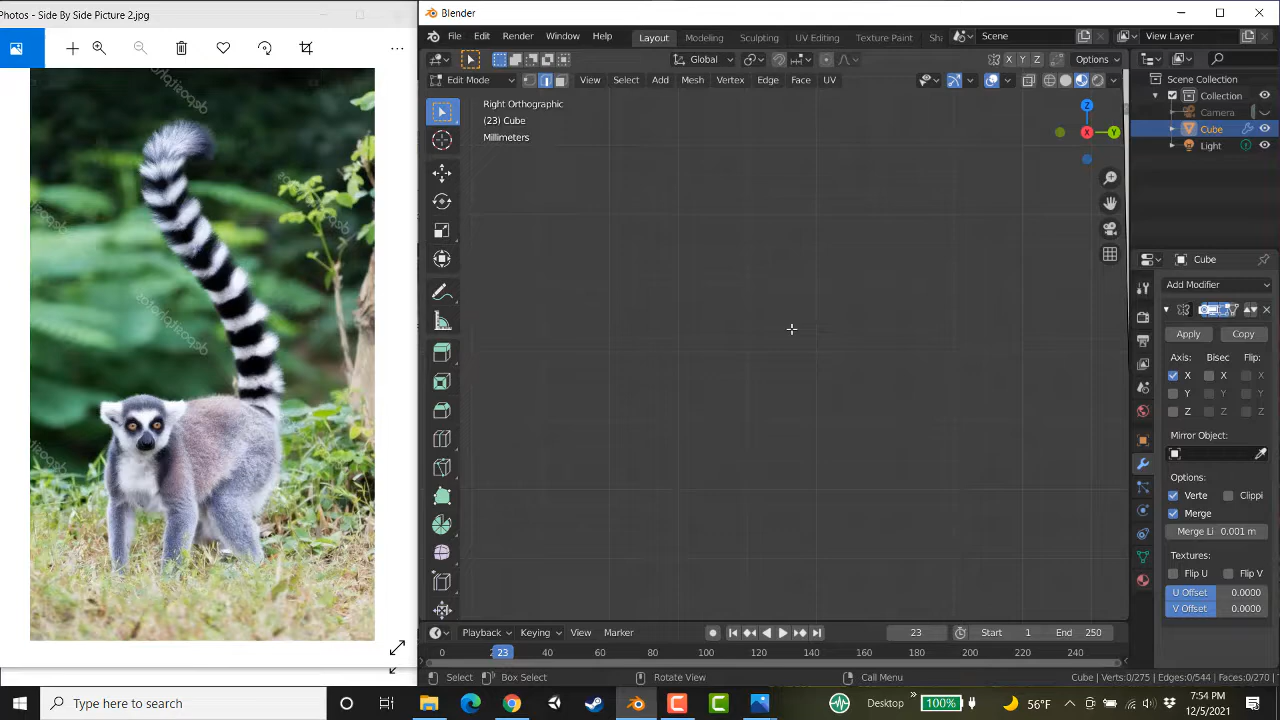 Photos - Side By Side Picture 2.jpg
Blender
File Edit Render Window Help Layout Modeling Sculpting UV Editing Texture Paint Sh Scene View Layer
Global Options
X Y Z
Edit Mode View Select Add Mesh Vertex Edge Face UV
Right Orthographic
(23) Cube
Millimeters
Z
X
Y
Scene Collection
Collection
Camera
Cube
Light
Cube
Add Modifier
Apply Copy
Axis: Bisec Flip:
X X X
Y Y Y
Z Z Z
Mirror Object:
Options:
Verte Clippi
Merge
Merge Li 0.001 m
Textures:
Flip U Flip V
U Offset 0.0000
V Offset 0.0000
depositphotos
depositphotos
depositphotos
depositphotos
Playback Keying View Marker 23 Start 1 End 250
0 23 40 60 80 100 120 140 160 180 200 220 240
Select Box Select Rotate View Call Menu Cube | Verts:0/275 | Edges:0/544 | Faces:0/270
Type here to search
Desktop 100% 56°F 7:54 PM
12/5/2021